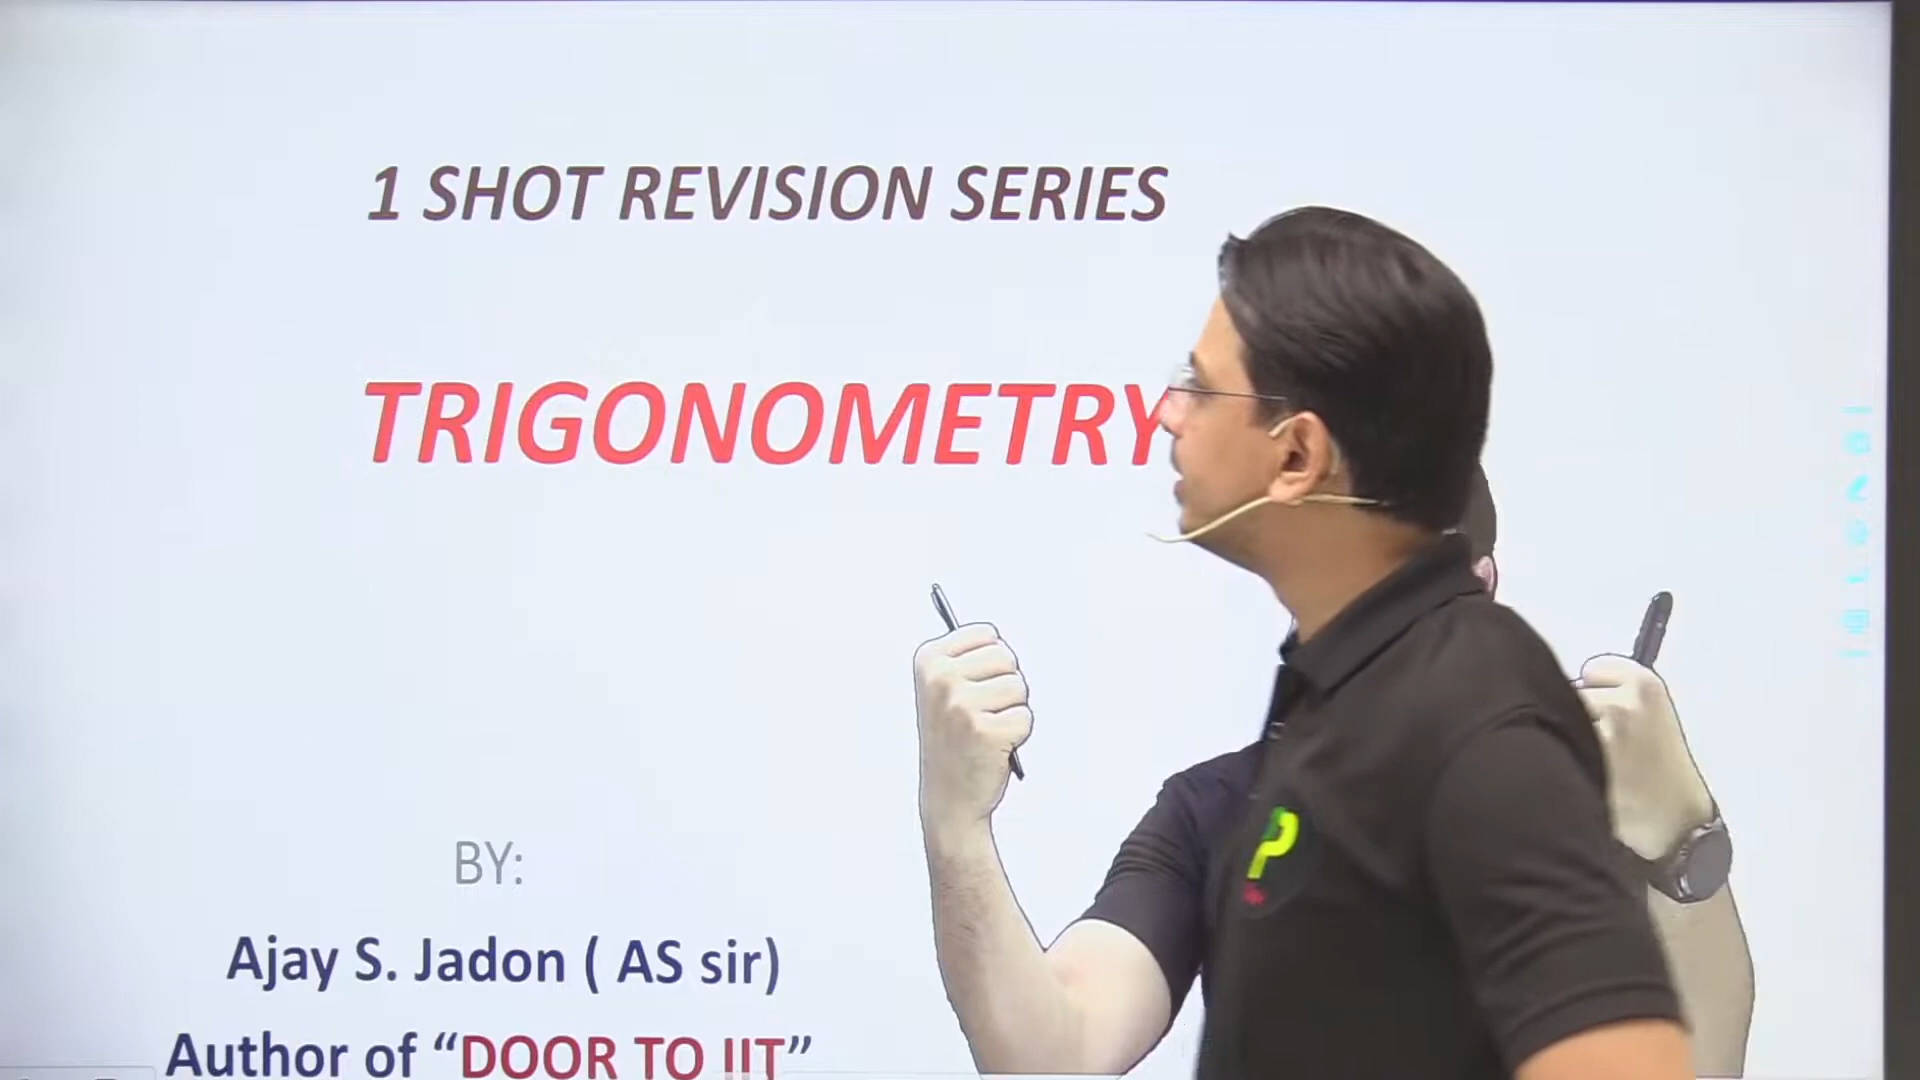 1 SHOT REVISION SERIES
TRIGONOMETRY
BY:
Ajay S. Jadon ( AS sir)
Author of “DOOR TO IIT”